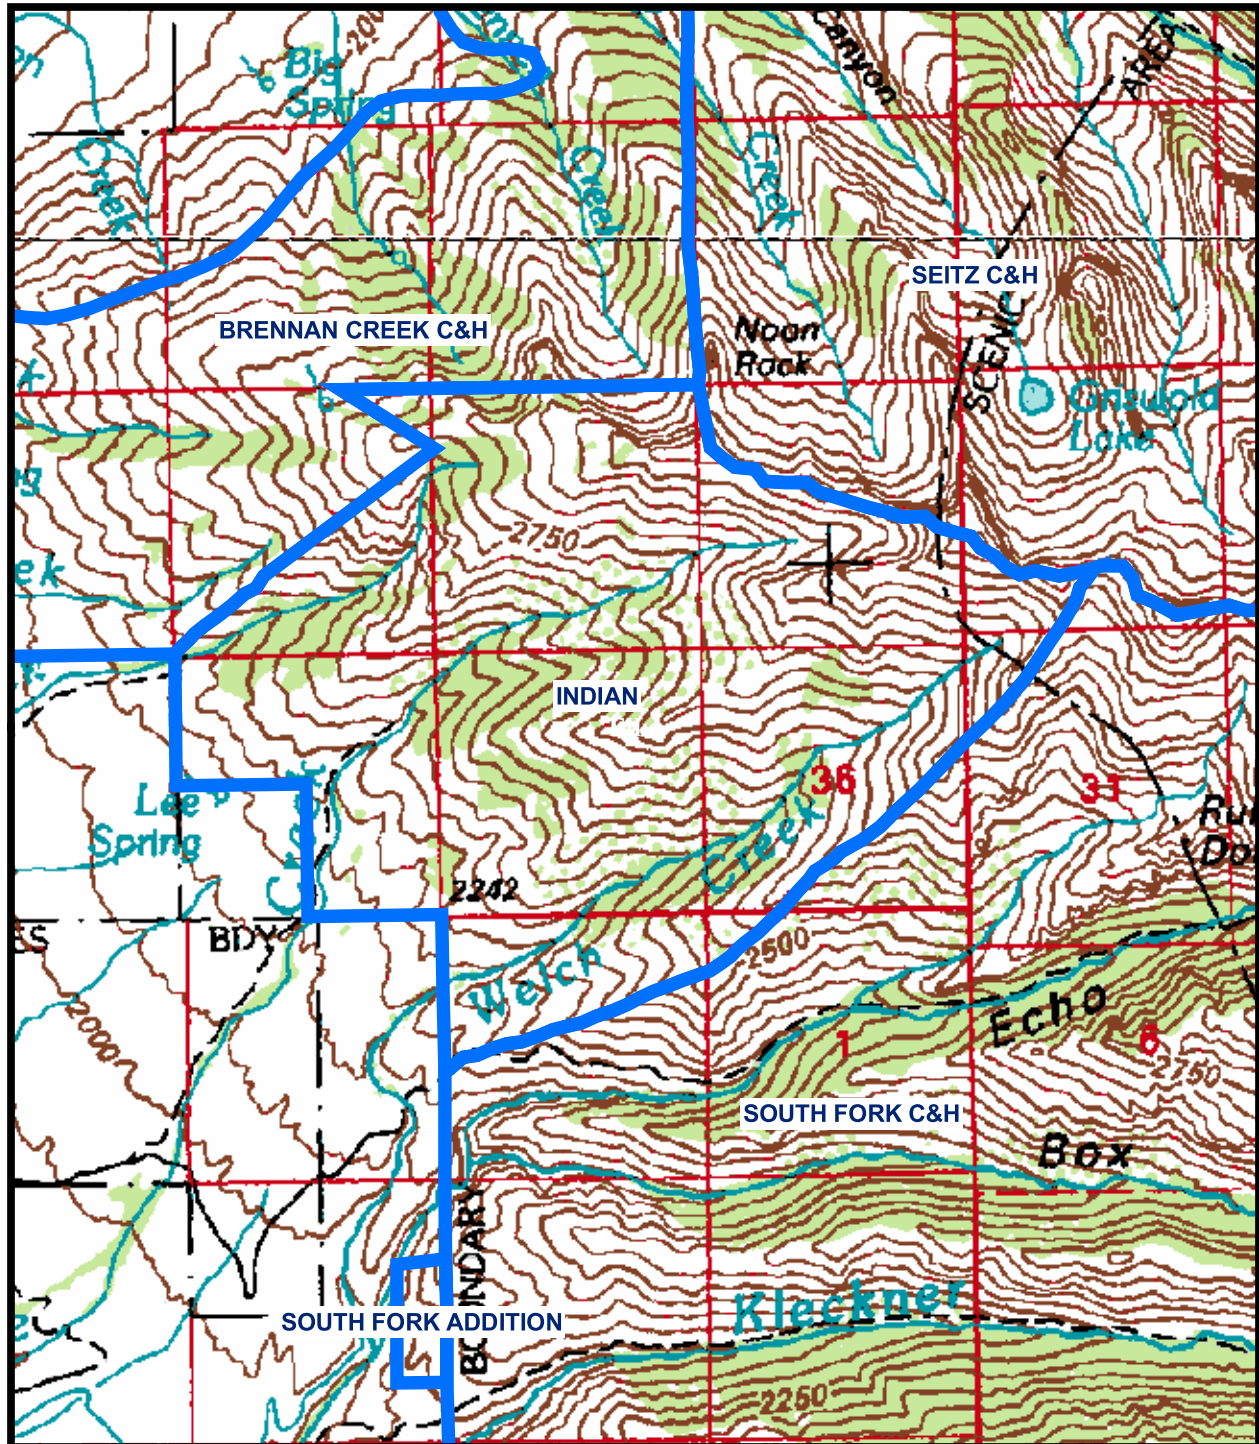 Canyon
AREA
Big
Spring
Creek
Creek
Creek
SEITZ C&H
SCENIC
BRENNAN CREEK C&H
Noon
Rock
Griswold
Lake
2750
ek
INDIAN
36
31
Lee
Spring
Creek
2242
BDY
2500
Welch
Echo
2000
1
6
2750
SOUTH FORK C&H
Box
BOUNDARY
Kleckner
SOUTH FORK ADDITION
2250